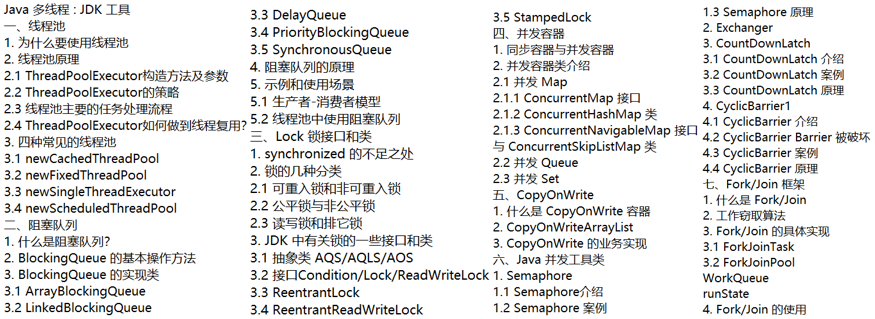 Java 多线程 : JDK 工具
一、线程池
1. 为什么要使用线程池
2. 线程池原理
2.1 ThreadPoolExecutor构造方法及参数
2.2 ThreadPoolExecutor的策略
2.3 线程池主要的任务处理流程
2.4 ThreadPoolExecutor如何做到线程复用?
3. 四种常见的线程池
3.1 newCachedThreadPool
3.2 newFixedThreadPool
3.3 newSingleThreadExecutor
3.4 newScheduledThreadPool
二、阻塞队列
1. 什么是阻塞队列?
2. BlockingQueue 的基本操作方法
3. BlockingQueue 的实现类
3.1 ArrayBlockingQueue
3.2 LinkedBlockingQueue
3.3 DelayQueue
3.4 PriorityBlockingQueue
3.5 SynchronousQueue
4. 阻塞队列的原理
5. 示例和使用场景
5.1 生产者-消费者模型
5.2 线程池中使用阻塞队列
三、Lock 锁接口和类
1. synchronized 的不足之处
2. 锁的几种分类
2.1 可重入锁和非可重入锁
2.2 公平锁与非公平锁
2.3 读写锁和排它锁
3. JDK 中有关锁的一些接口和类
3.1 抽象类 AQS/AQLS/AOS
3.2 接口Condition/Lock/ReadWriteLock
3.3 ReentrantLock
3.4 ReentrantReadWriteLock
3.5 StampedLock
四、并发容器
1. 同步容器与并发容器
2. 并发容器类介绍
2.1 并发 Map
2.1.1 ConcurrentMap 接口
2.1.2 ConcurrentHashMap 类
2.1.3 ConcurrentNavigableMap 接口
与 ConcurrentSkipListMap 类
2.2 并发 Queue
2.3 并发 Set
五、CopyOnWrite
1. 什么是 CopyOnWrite 容器
2. CopyOnWriteArrayList
3. CopyOnWrite 的业务实现
六、Java 并发工具类
1. Semaphore
1.1 Semaphore介绍
1.2 Semaphore 案例
1.3 Semaphore 原理
2. Exchanger
3. CountDownLatch
3.1 CountDownLatch 介绍
3.2 CountDownLatch 案例
3.3 CountDownLatch 原理
4. CyclicBarrier1
4.1 CyclicBarrier 介绍
4.2 CyclicBarrier Barrier 被破坏
4.3 CyclicBarrier 案例
4.4 CyclicBarrier 原理
七、Fork/Join 框架
1. 什么是 Fork/Join
2. 工作窃取算法
3. Fork/Join 的具体实现
3.1 ForkJoinTask
3.2 ForkJoinPool
WorkQueue
runState
4. Fork/Join 的使用